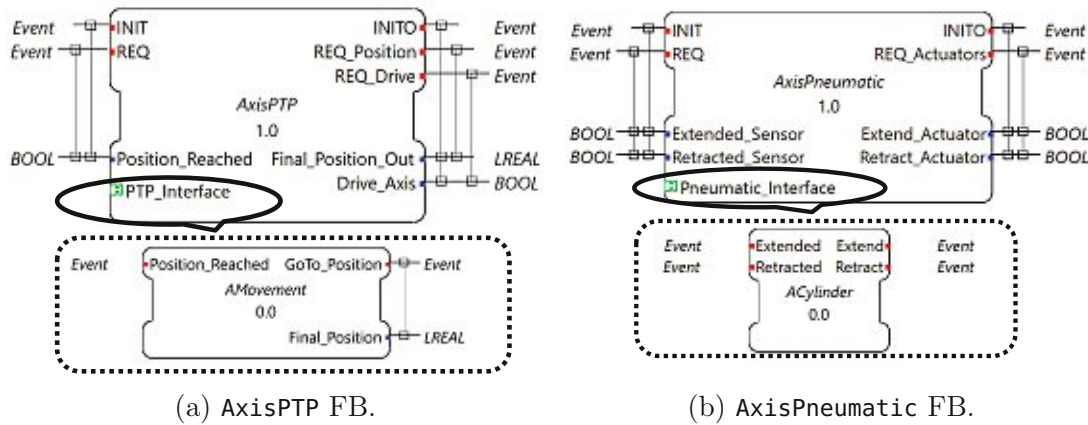 Event INIT INITO Event
Event REQ REQ_Position Event
REQ_Drive Event
AxisPTP
1.0
BOOL Position_Reached Final_Position_Out LREAL
PTP_Interface Drive_Axis BOOL
Event Position_Reached GoTo_Position Event
AMovement
0.0
Final_Position LREAL
(a) AxisPTP FB.
Event INIT INITO Event
Event REQ REQ_Actuators Event
AxisPneumatic
1.0
BOOL Extended_Sensor Extend_Actuator BOOL
BOOL Retracted_Sensor Retract_Actuator BOOL
Pneumatic_Interface
Event Extended Extend Event
Event Retracted Retract Event
ACylinder
0.0
(b) AxisPneumatic FB.